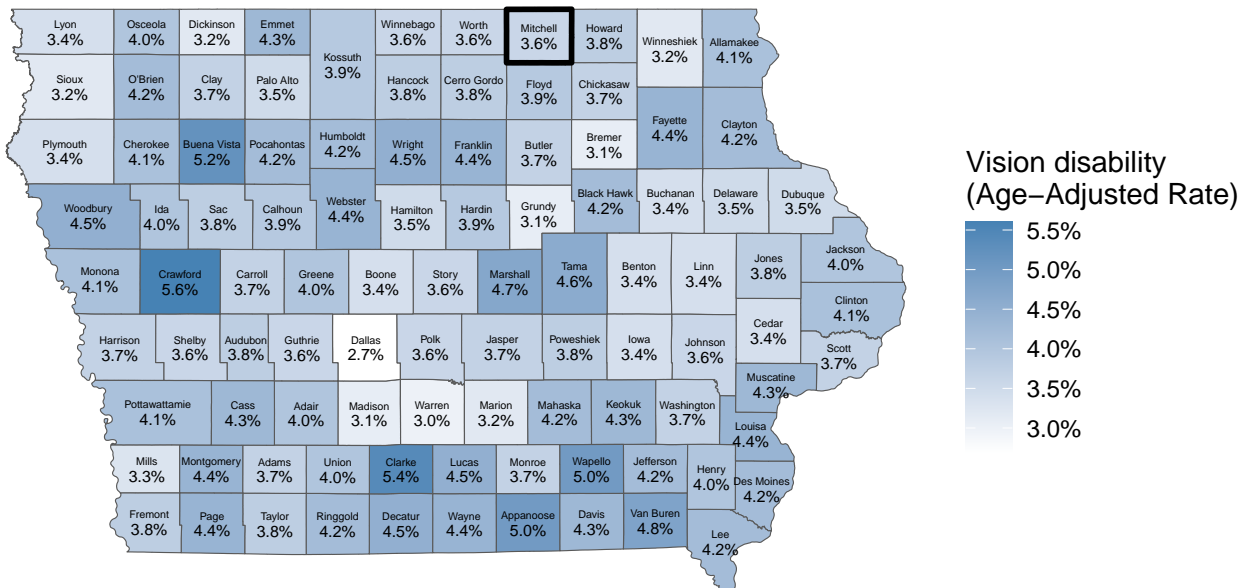 Lyon
3.4%
Osceola
4.0%
Dickinson
3.2%
Emmet
4.3%
Kossuth
3.9%
Winnebago
3.6%
Worth
3.6%
Mitchell
3.6%
Howard
3.8%
Winneshiek
3.2%
Allamakee
4.1%
Sioux
3.2%
O'Brien
4.2%
Clay
3.7%
Palo Alto
3.5%
Hancock
3.8%
Cerro Gordo
3.8%
Floyd
3.9%
Chickasaw
3.7%
Fayette
4.4%
Clayton
4.2%
Plymouth
3.4%
Cherokee
4.1%
Buena Vista
5.2%
Pocahontas
4.2%
Humboldt
4.2%
Wright
4.5%
Franklin
4.4%
Butler
3.7%
Bremer
3.1%
Woodbury
4.5%
Ida
4.0%
Sac
3.8%
Calhoun
3.9%
Webster
4.4%
Hamilton
3.5%
Hardin
3.9%
Grundy
3.1%
Black Hawk
4.2%
Buchanan
3.4%
Delaware
3.5%
Dubuque
3.5%
Monona
4.1%
Crawford
5.6%
Carroll
3.7%
Greene
4.0%
Boone
3.4%
Story
3.6%
Marshall
4.7%
Tama
4.6%
Benton
3.4%
Linn
3.4%
Jones
3.8%
Jackson
4.0%
Clinton
4.1%
Harrison
3.7%
Shelby
3.6%
Audubon
3.8%
Guthrie
3.6%
Dallas
2.7%
Polk
3.6%
Jasper
3.7%
Poweshiek
3.8%
Iowa
3.4%
Johnson
3.6%
Cedar
3.4%
Scott
3.7%
Muscatine
4.3%
Pottawattamie
4.1%
Cass
4.3%
Adair
4.0%
Madison
3.1%
Warren
3.0%
Marion
3.2%
Mahaska
4.2%
Keokuk
4.3%
Washington
3.7%
Louisa
4.4%
Mills
3.3%
Montgomery
4.4%
Adams
3.7%
Union
4.0%
Clarke
5.4%
Lucas
4.5%
Monroe
3.7%
Wapello
5.0%
Jefferson
4.2%
Henry
4.0%
Des Moines
4.2%
Fremont
3.8%
Page
4.4%
Taylor
3.8%
Ringgold
4.2%
Decatur
4.5%
Wayne
4.4%
Appanoose
5.0%
Davis
4.3%
Van Buren
4.8%
Lee
4.2%
Vision disability
(Age−Adjusted Rate)
5.5%
5.0%
4.5%
4.0%
3.5%
3.0%